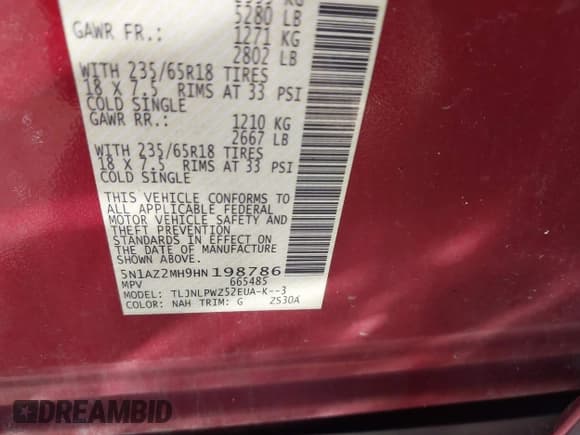 5280 LB
GAWR FR.: 1271 KG
2802 LB
WITH 235/65R18 TIRES
18 X 7.5 RIMS AT 33 PSI
COLD SINGLE
GAWR RR.: 1210 KG
2667 LB
WITH 235/65R18 TIRES
18 X 7.5 RIMS AT 33 PSI
COLD SINGLE
THIS VEHICLE CONFORMS TO
ALL APPLICABLE FEDERAL
MOTOR VEHICLE SAFETY AND
THEFT PREVENTION
STANDARDS IN EFFECT ON
THE DATE OF MANUFACTURE
SHOWN ABOVE.
5N1AZ2MH9HN198786
MPV 665485
MODEL: TLJNLPWZ52EUA-K--3
COLOR: NAH TRIM: G 2S30A
DREAMBID